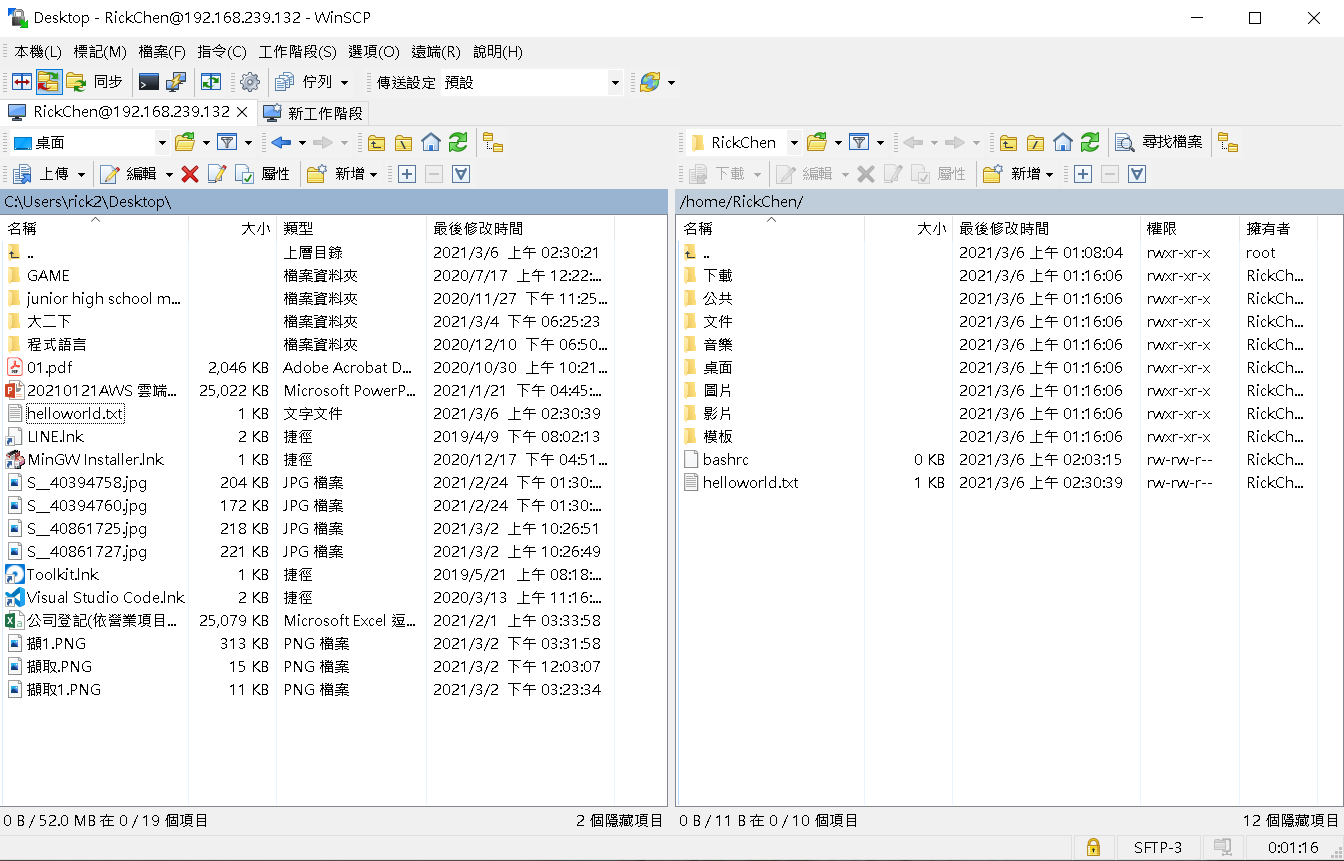 Desktop - RickChen@192.168.239.132 - WinSCP
本機(L) 標記(M) 檔案(F) 指令(C) 工作階段(S) 選項(O) 遠端(R) 說明(H)
同步 佇列 傳送設定 預設
RickChen@192.168.239.132 新工作階段
桌面
上傳 編輯 屬性 新增
C:\Users\rick2\Desktop\
名稱 大小 類型 最後修改時間
.. 上層目錄 2021/3/6 上午 02:30:21
GAME 檔案資料夾 2020/7/17 上午 12:22:...
junior high school m... 檔案資料夾 2020/11/27 下午 11:25...
大二下 檔案資料夾 2021/3/4 下午 06:25:23
程式語言 檔案資料夾 2020/12/10 下午 06:50...
01.pdf 2,046 KB Adobe Acrobat D... 2020/10/30 上午 10:21...
20210121AWS 雲端... 25,022 KB Microsoft PowerP... 2021/1/21 下午 04:45:...
helloworld.txt 1 KB 文字文件 2021/3/6 上午 02:30:39
LINE.lnk 2 KB 捷徑 2019/4/9 下午 08:02:13
MinGW Installer.lnk 1 KB 捷徑 2020/12/17 下午 04:51...
S__40394758.jpg 204 KB JPG 檔案 2021/2/24 下午 01:30:...
S__40394760.jpg 172 KB JPG 檔案 2021/2/24 下午 01:30:...
S__40861725.jpg 218 KB JPG 檔案 2021/3/2 上午 10:26:51
S__40861727.jpg 221 KB JPG 檔案 2021/3/2 上午 10:26:49
Toolkit.lnk 1 KB 捷徑 2019/5/21 上午 08:18:...
Visual Studio Code.lnk 2 KB 捷徑 2020/3/13 上午 11:16:...
公司登記(依營業項目... 25,079 KB Microsoft Excel 逗... 2021/2/1 上午 03:33:58
擷1.PNG 313 KB PNG 檔案 2021/3/2 下午 03:31:58
擷取.PNG 15 KB PNG 檔案 2021/3/2 下午 12:03:07
擷取1.PNG 11 KB PNG 檔案 2021/3/2 下午 03:23:34
0 B / 52.0 MB 在 0 / 19 個項目 2 個隱藏項目
RickChen 尋找檔案
下載 編輯 屬性 新增
/home/RickChen/
名稱 大小 最後修改時間 權限 擁有者
.. 2021/3/6 上午 01:08:04 rwxr-xr-x root
下載 2021/3/6 上午 01:16:06 rwxr-xr-x RickCh...
公共 2021/3/6 上午 01:16:06 rwxr-xr-x RickCh...
文件 2021/3/6 上午 01:16:06 rwxr-xr-x RickCh...
音樂 2021/3/6 上午 01:16:06 rwxr-xr-x RickCh...
桌面 2021/3/6 上午 01:16:06 rwxr-xr-x RickCh...
圖片 2021/3/6 上午 01:16:06 rwxr-xr-x RickCh...
影片 2021/3/6 上午 01:16:06 rwxr-xr-x RickCh...
模板 2021/3/6 上午 01:16:06 rwxr-xr-x RickCh...
bashrc 0 KB 2021/3/6 上午 02:03:15 rw-rw-r-- RickCh...
helloworld.txt 1 KB 2021/3/6 上午 02:30:39 rw-rw-r-- RickCh...
0 B / 11 B 在 0 / 10 個項目 12 個隱藏項目
SFTP-3 0:01:16